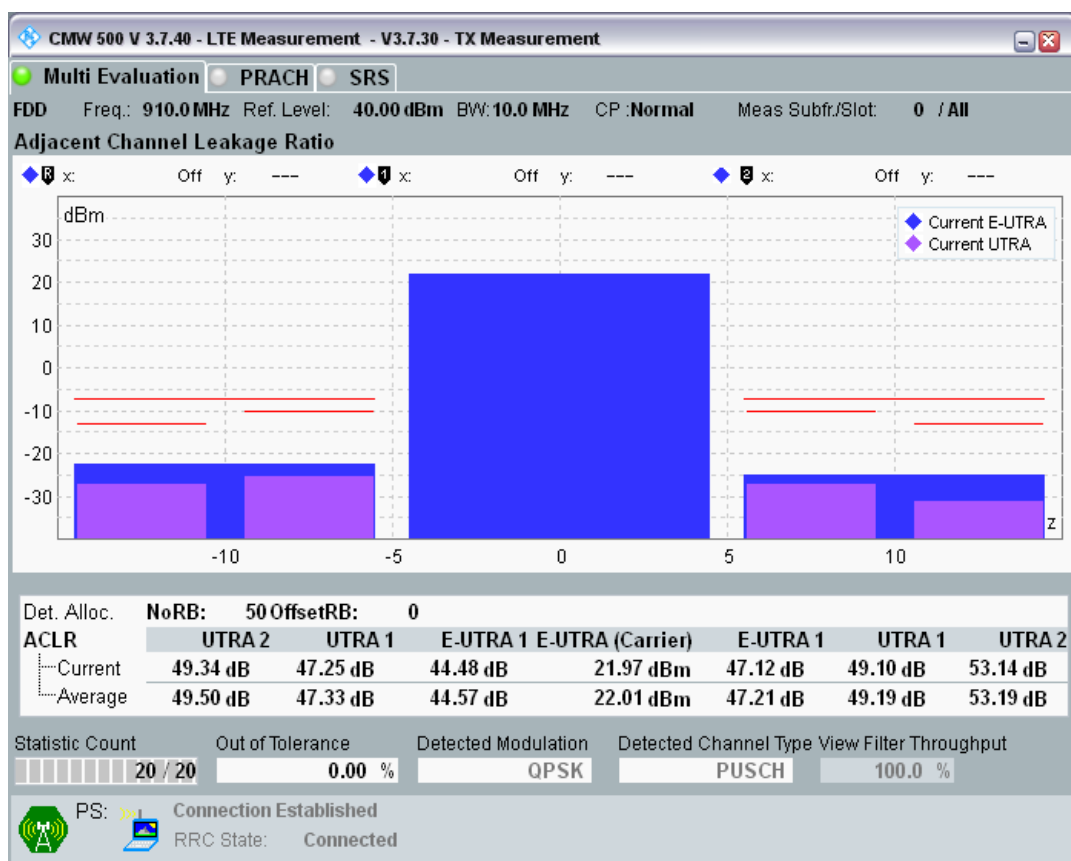 CMW 500 V 3.7.40 - LTE Measurement - V3.7.30 - TX Measurement
Multi Evaluation PRACH SRS
FDD Freq.: 910.0 MHz Ref. Level: 40.00 dBm BW: 10.0 MHz CP :Normal Meas Subfr./Slot: 0 / All
Adjacent Channel Leakage Ratio
R x: Off y: --- 1 x: Off y: --- 2 x: Off y: ---
dBm
Current E-UTRA
Current UTRA
30
20
10
0
-10
-20
-30
z
-10 -5 0 5 10
Det. Alloc. NoRB: 50 OffsetRB: 0
ACLR UTRA 2 UTRA 1 E-UTRA 1 E-UTRA (Carrier) E-UTRA 1 UTRA 1 UTRA 2
Current 49.34 dB 47.25 dB 44.48 dB 21.97 dBm 47.12 dB 49.10 dB 53.14 dB
Average 49.50 dB 47.33 dB 44.57 dB 22.01 dBm 47.21 dB 49.19 dB 53.19 dB
Statistic Count Out of Tolerance Detected Modulation Detected Channel Type View Filter Throughput
20 / 20 0.00 % QPSK PUSCH 100.0 %
PS: Connection Established
RRC State: Connected